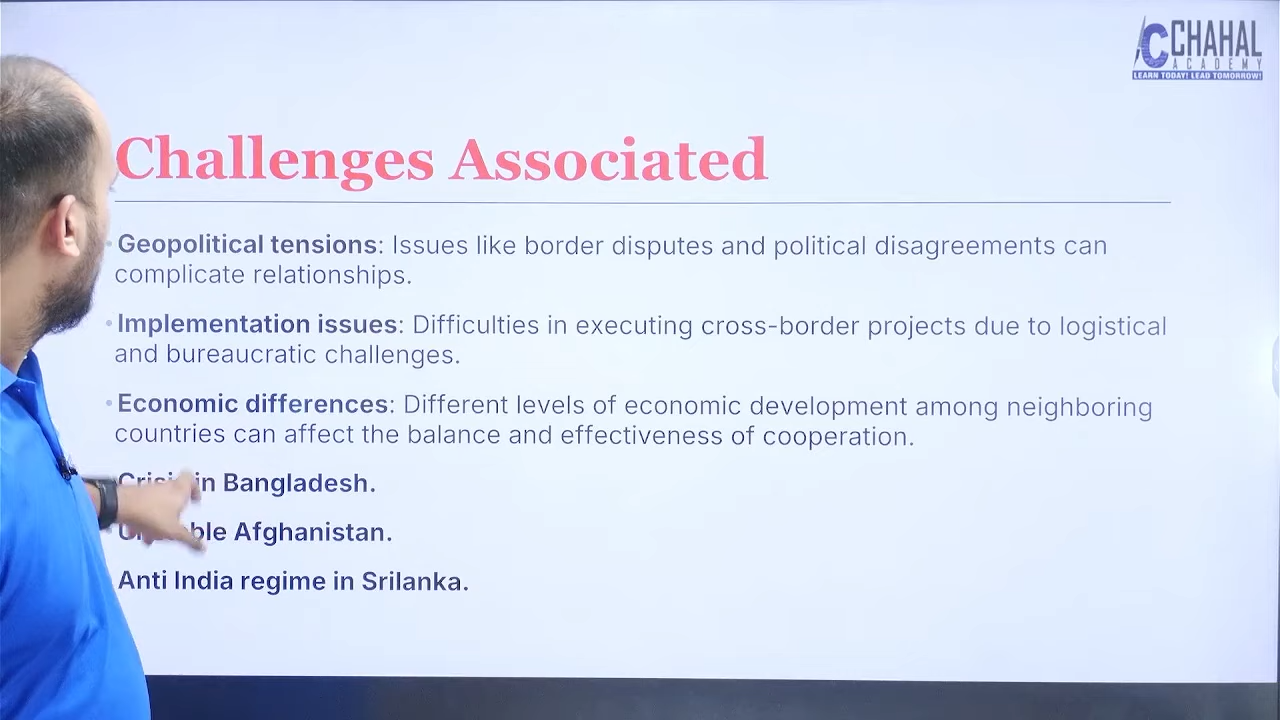 CHAHAL
ACADEMY
LEARN TODAY! LEAD TOMORROW!
Challenges Associated
• Geopolitical tensions: Issues like border disputes and political disagreements can
complicate relationships.
• Implementation issues: Difficulties in executing cross-border projects due to logistical
and bureaucratic challenges.
• Economic differences: Different levels of economic development among neighboring
countries can affect the balance and effectiveness of cooperation.
Crisis in Bangladesh.
Afghanistan.
Anti India regime in Srilanka.